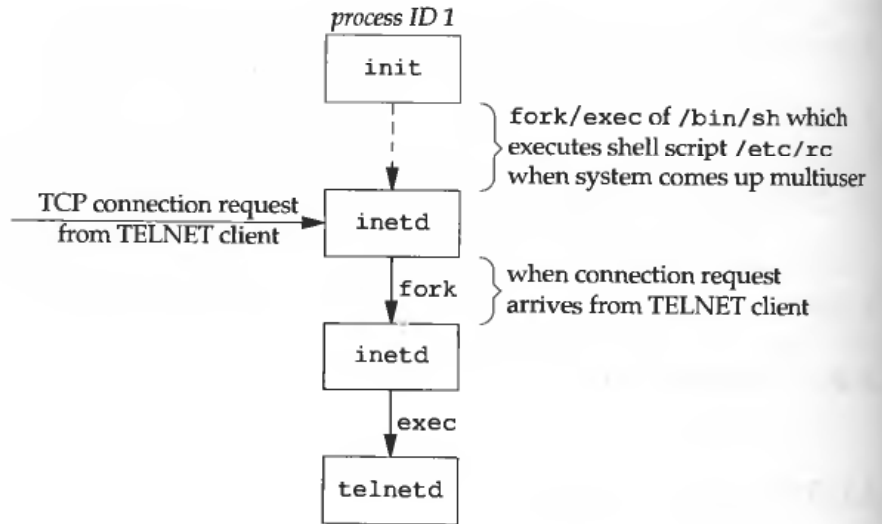 process ID 1
init
fork/exec of /bin/sh which
executes shell script /etc/rc
when system comes up multiuser
TCP connection request
from TELNET client
inetd
fork
when connection request
arrives from TELNET client
inetd
exec
telnetd